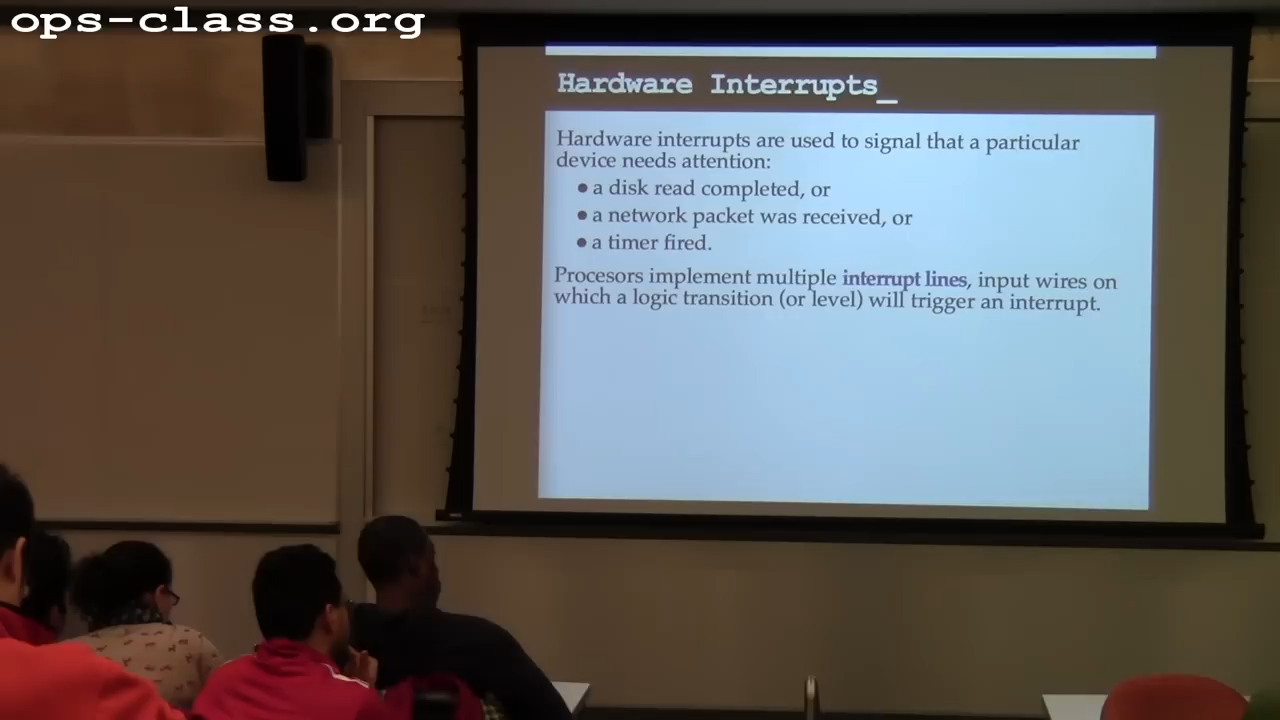 ops-class.org
Hardware Interrupts_
Hardware interrupts are used to signal that a particular
device needs attention:
• a disk read completed, or
• a network packet was received, or
• a timer fired.
Procesors implement multiple interrupt lines, input wires on
which a logic transition (or level) will trigger an interrupt.